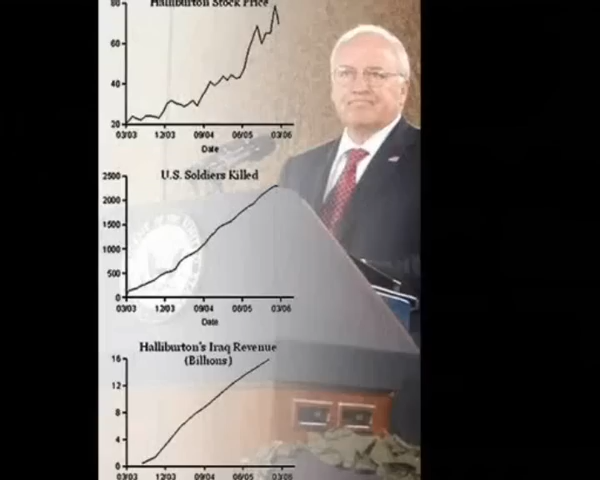 Halliburton Stock Price
80
60
40
20
03/03 12/03 09/04 06/05 03/06
Date
U.S. Soldiers Killed
2500
2000
1500
1000
500
0
03/03 12/03 09/04 06/05 03/06
Date
Halliburton's Iraq Revenue
(Billions)
16
12
8
4
0
03/03 12/03 09/04 06/05 03/06